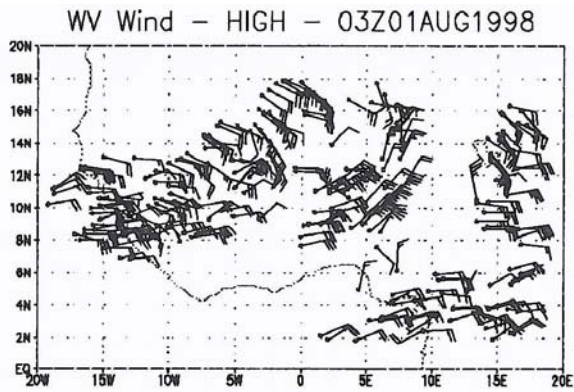 WV Wind – HIGH – 03Z01AUG1998
20N
18N
16N
14N
12N
10N
8N
6N
4N
2N
EQ
20W 15W 10W 5W 0 5E 10E 15E 20E